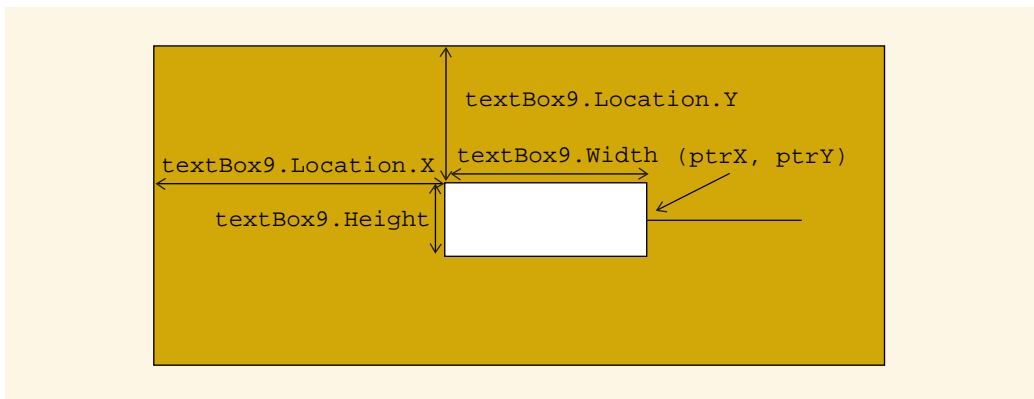 textBox9.Location.Y
textBox9.Location.X
textBox9.Width
(ptrX, ptrY)
textBox9.Height